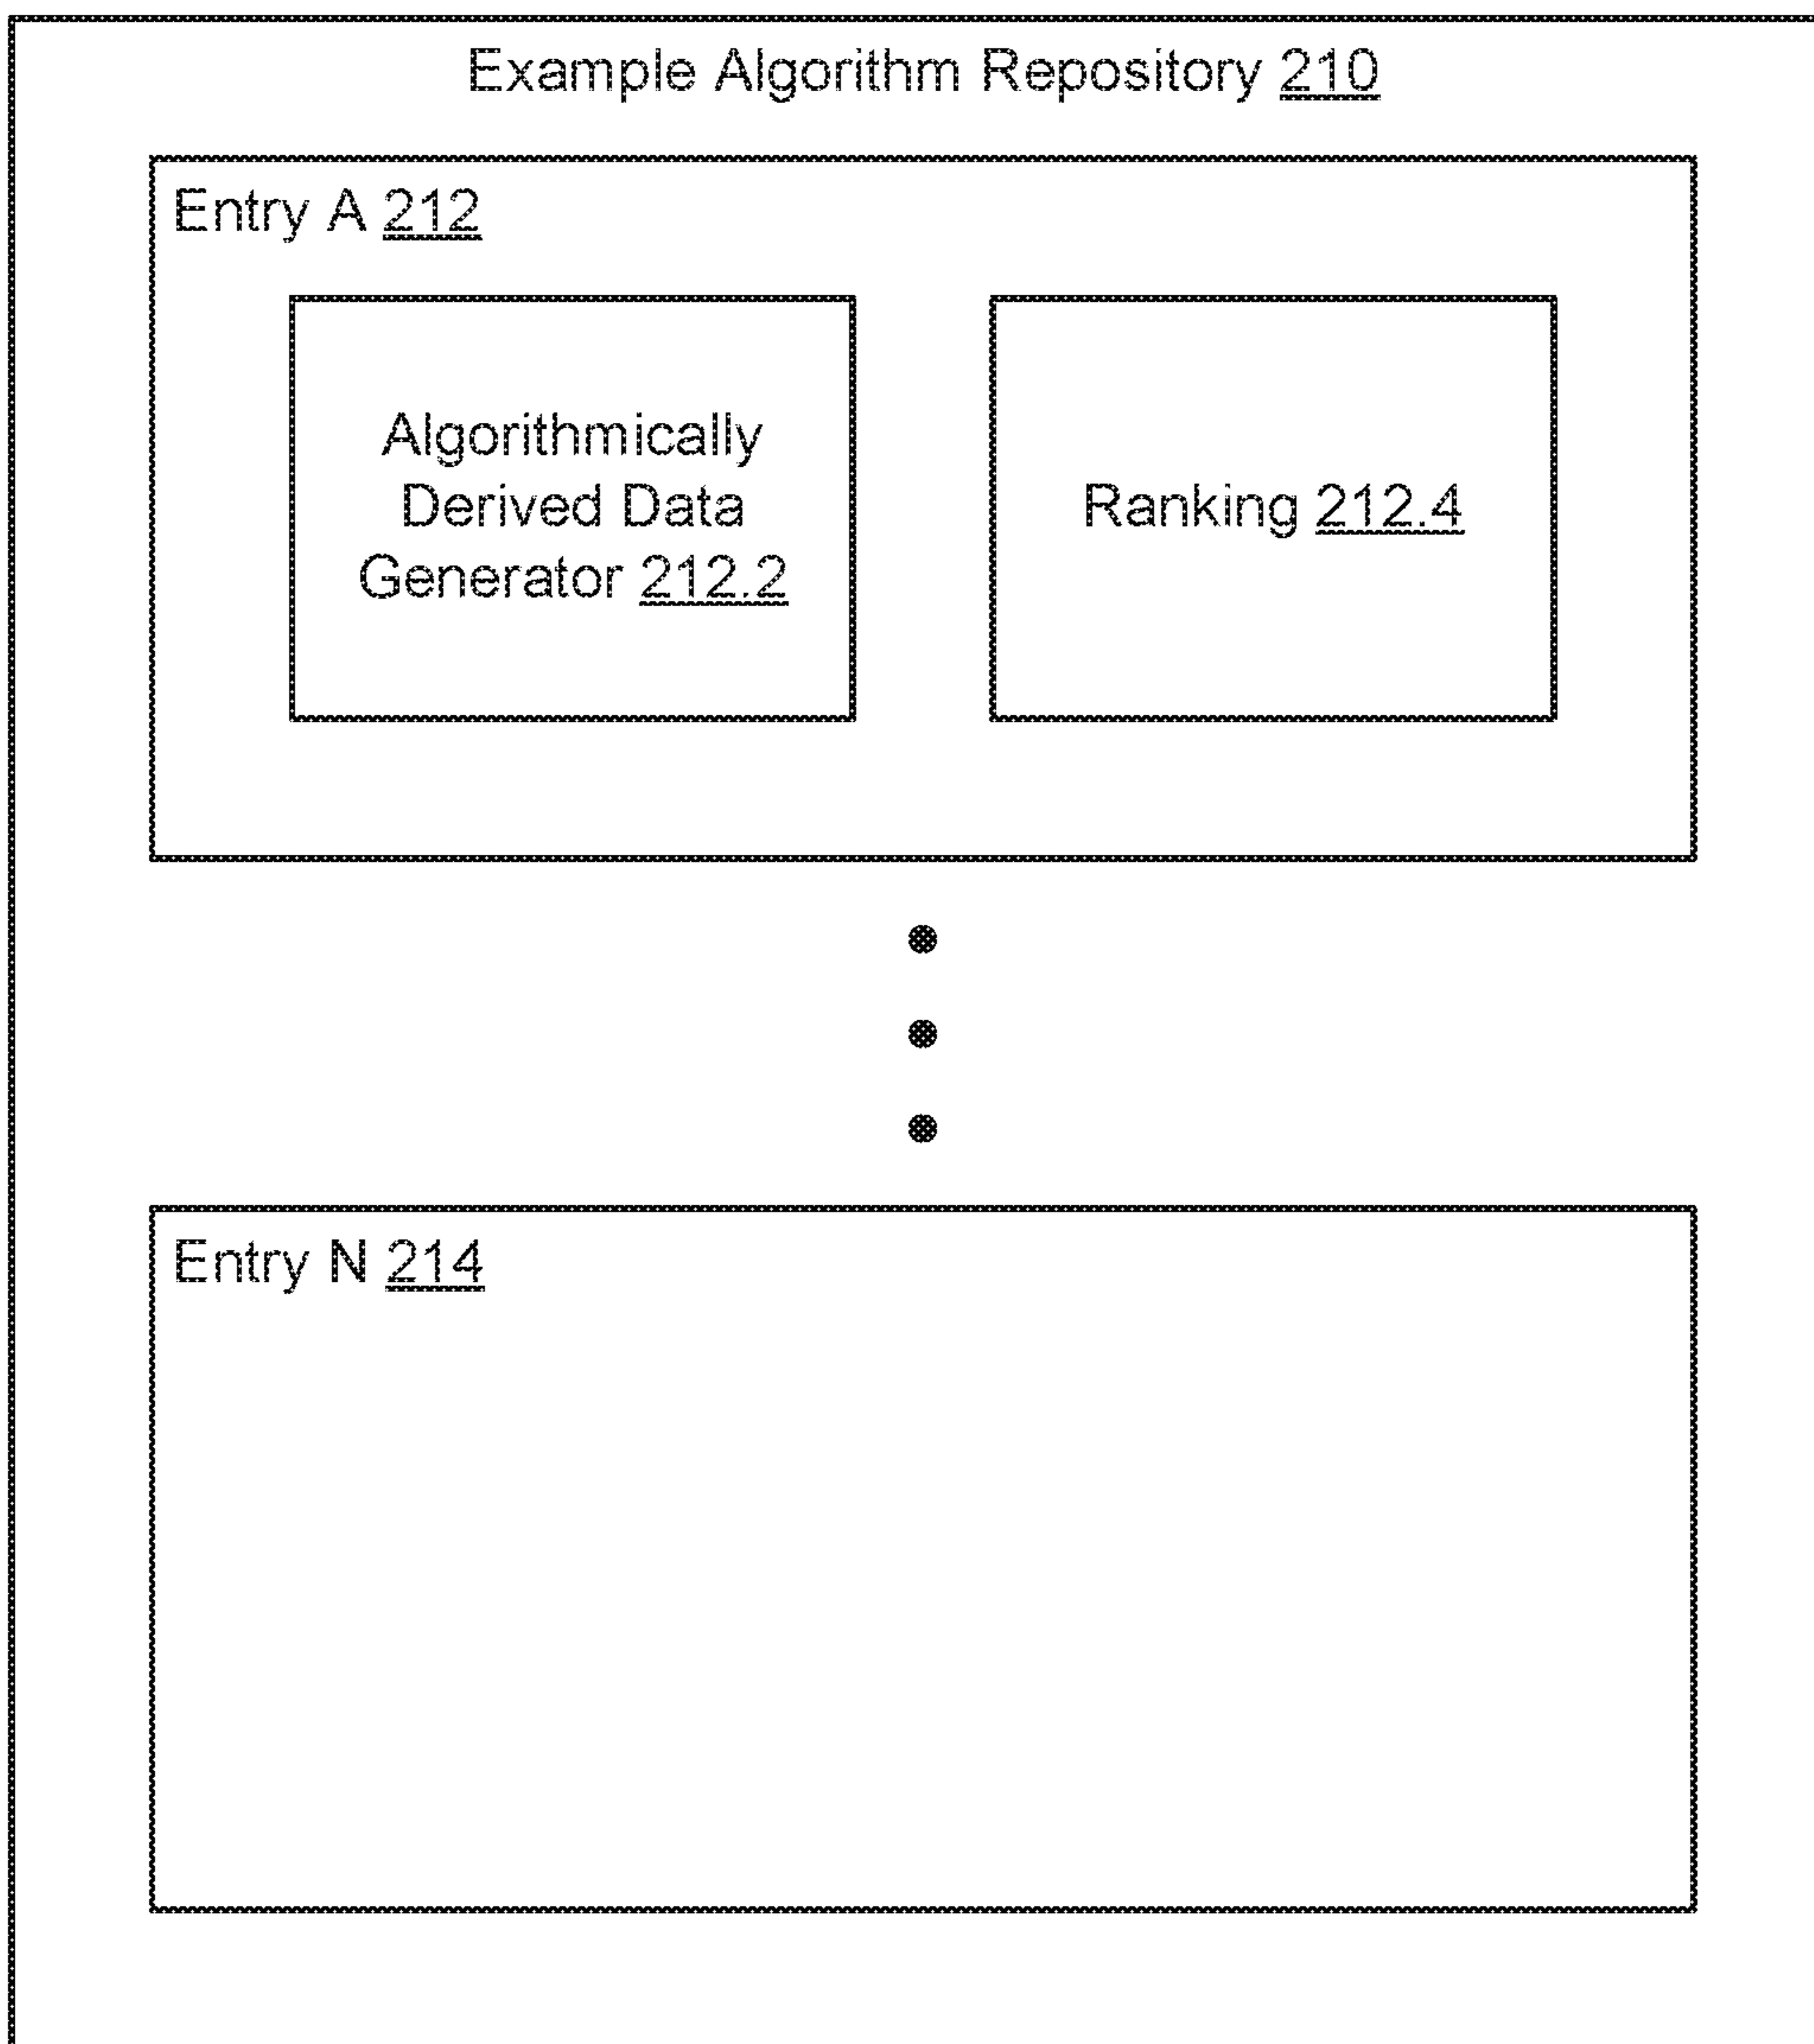 Example Algorithm Repository 210
Entry A 212
Algorithmically
Derived Data
Generator 212.2
Ranking 212.4
Entry N 214